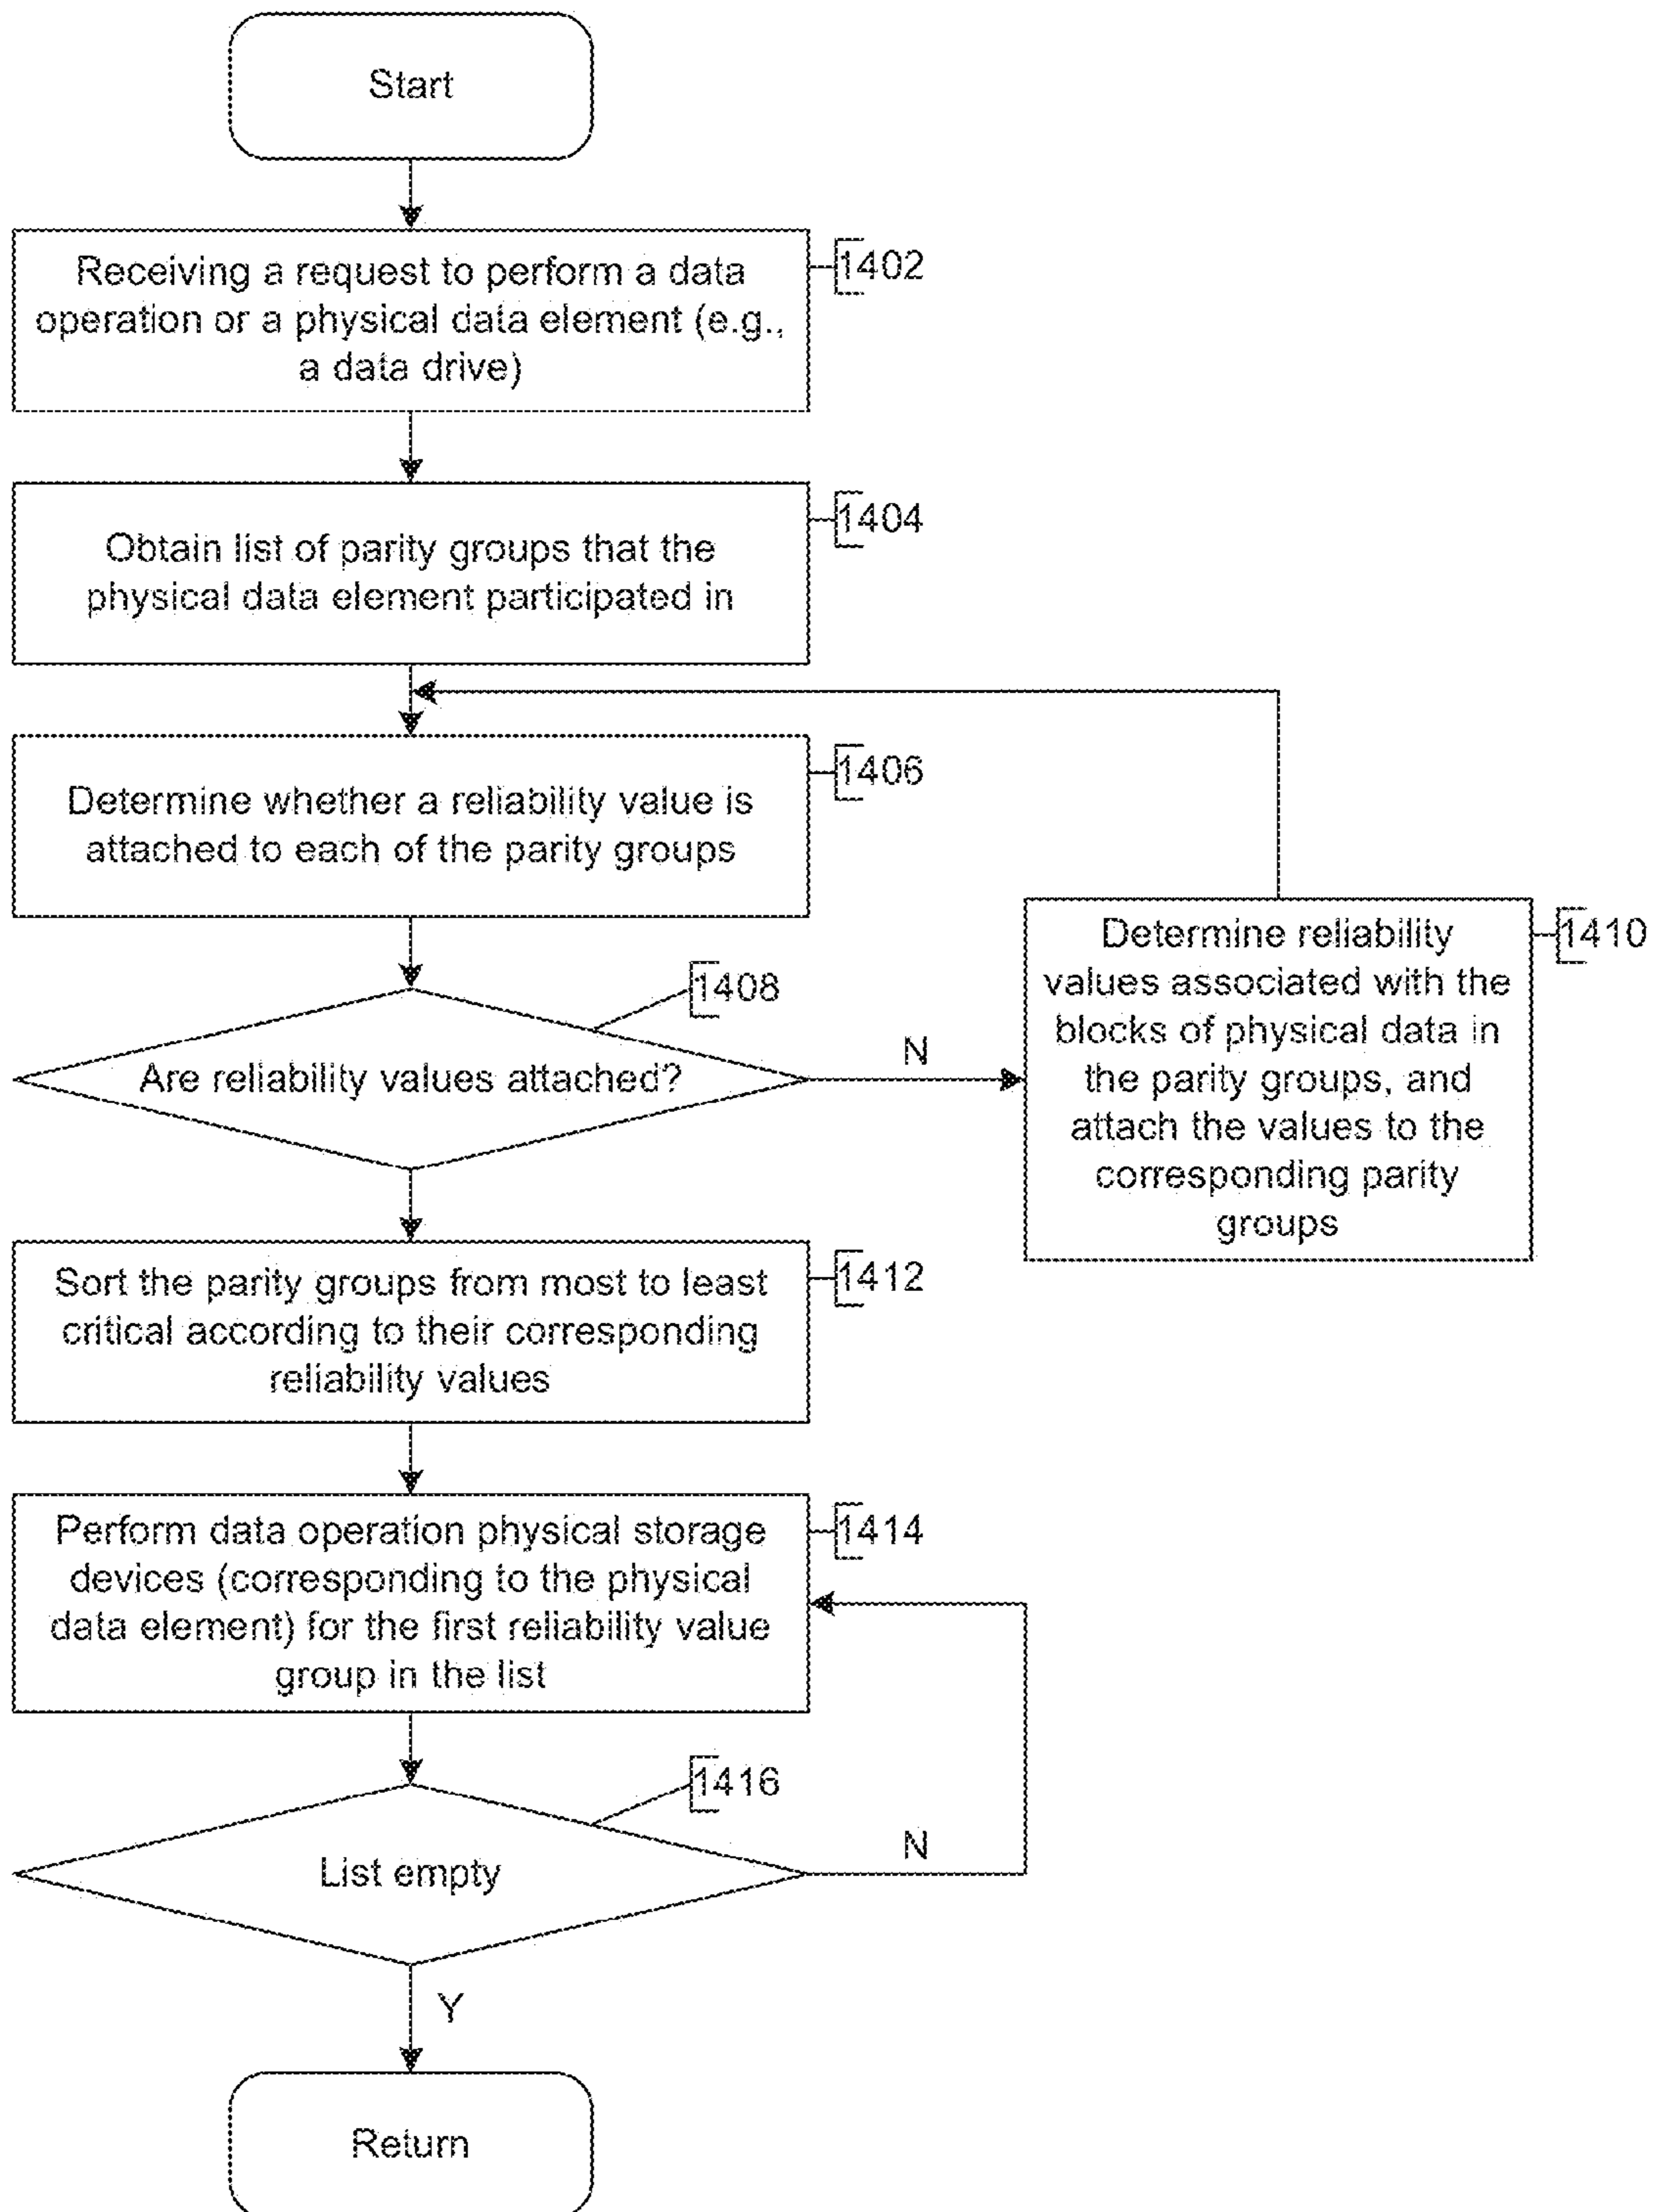 Start
Receiving a request to perform a data
operation or a physical data element (e.g.,
a data drive)
1402
Obtain list of parity groups that the
physical data element participated in
1404
Determine whether a reliability value is
attached to each of the parity groups
1406
Are reliability values attached?
1408
N
Determine reliability
values associated with the
blocks of physical data in
the parity groups, and
attach the values to the
corresponding parity
groups
1410
Sort the parity groups from most to least
critical according to their corresponding
reliability values
1412
Perform data operation physical storage
devices (corresponding to the physical
data element) for the first reliability value
group in the list
1414
List empty
1416
N
Y
Return